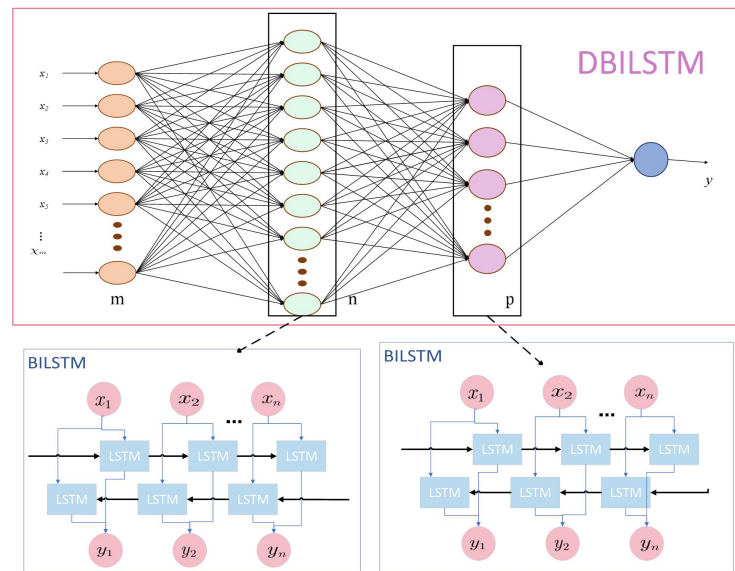 DBILSTM
x₁
x₂
x₃
x₄
x₅
⋮
xₘ
m
n
p
y
BILSTM
x₁ x₂ ... xₙ
LSTM LSTM LSTM
LSTM LSTM LSTM
y₁ y₂ yₙ
BILSTM
x₁ x₂ ... xₙ
LSTM LSTM LSTM
LSTM LSTM LSTM
y₁ y₂ yₙ